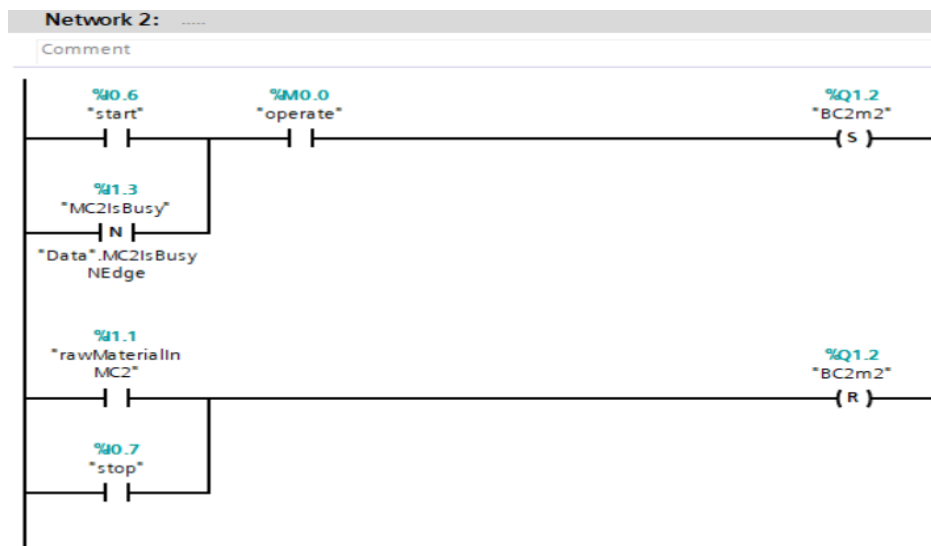 Network 2: .....
Comment
%I0.6 %M0.0 %Q1.2
"start" "operate" "BC2m2"
S
%I1.3
"MC2IsBusy"
N
"Data".MC2IsBusy
NEdge
%I1.1
"rawMaterialIn
MC2"
%Q1.2
"BC2m2"
R
%I0.7
"stop"